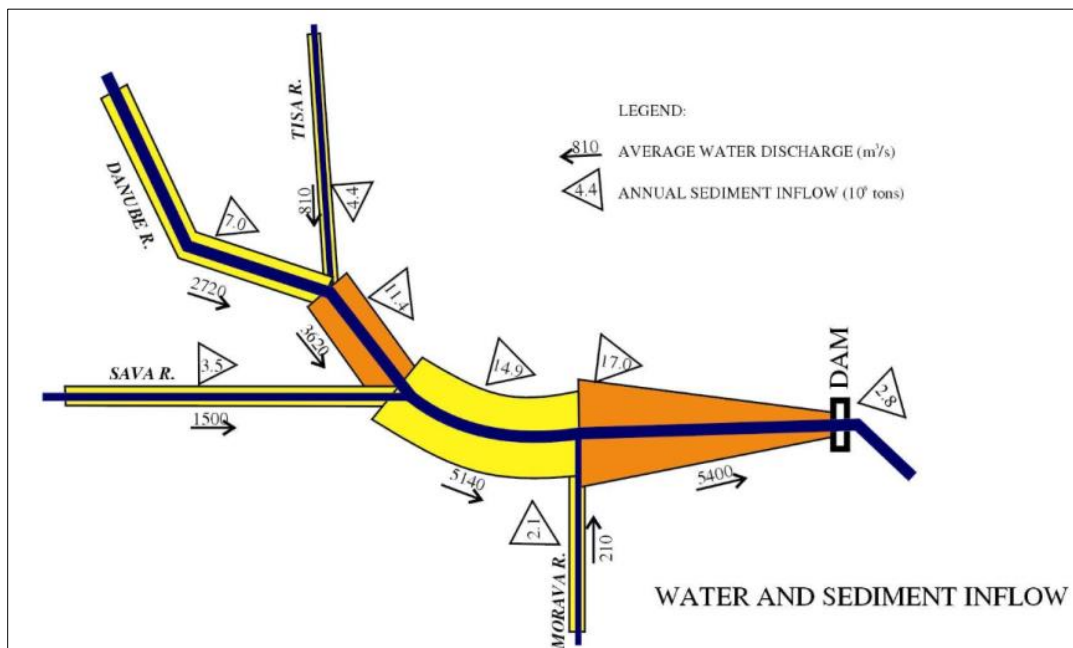 TISA R.
DANUBE R.
7.0
810
4.4
2720
11.4
3620
SAVA R.
3.5
1500
14.9
17.0
5140
2.1
MORAVA R.
210
5400
DAM
2.8
LEGEND:
810 AVERAGE WATER DISCHARGE (m³/s)
4.4 ANNUAL SEDIMENT INFLOW (10⁶ tons)
WATER AND SEDIMENT INFLOW